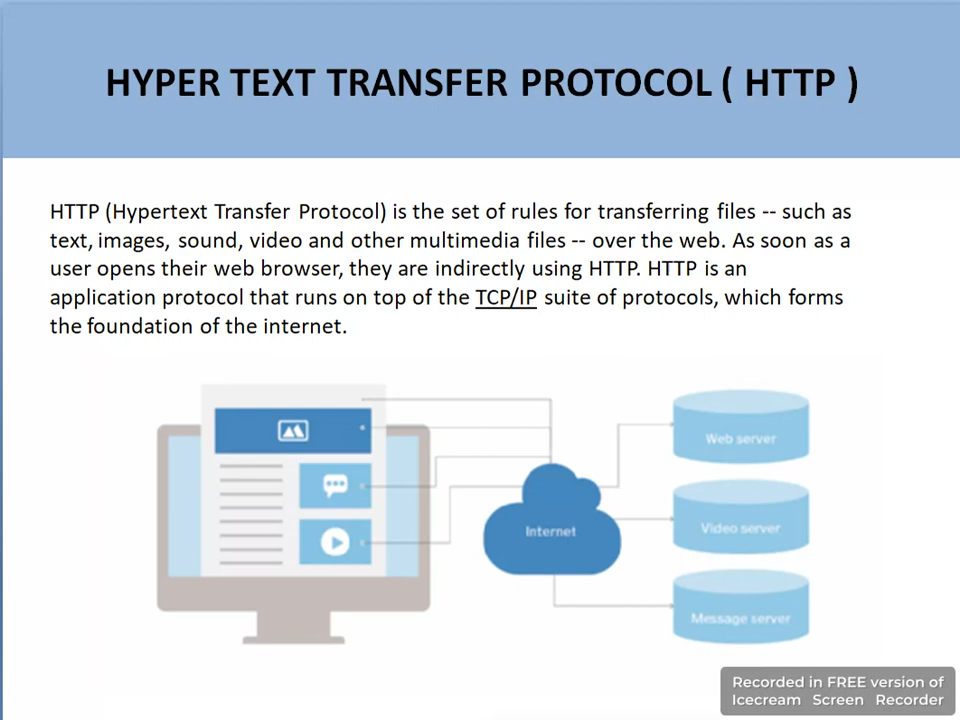 HYPER TEXT TRANSFER PROTOCOL ( HTTP )
HTTP (Hypertext Transfer Protocol) is the set of rules for transferring files -- such as
text, images, sound, video and other multimedia files -- over the web. As soon as a
user opens their web browser, they are indirectly using HTTP. HTTP is an
application protocol that runs on top of the TCP/IP suite of protocols, which forms
the foundation of the internet.
Web server
Internet
Video server
Message server
Recorded in FREE version of
Icecream Screen Recorder